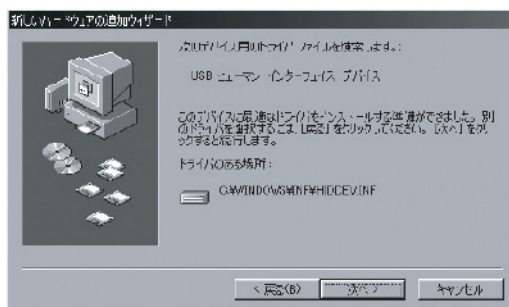 新しいハードウェアの追加ウィザード
次のデバイス用のドライバ ファイルを検索します。:
USB ヒューマン インターフェイス デバイス
このデバイスに最適なドライバをインストールする準備ができました。別
のドライバを選択するには、[戻る] をクリックしてください。[次へ] をクリ
ックすると続行します。
ドライバのある場所:
C:¥WINDOWS¥INF¥HIDDEV.INF
< 戻る(B)
次へ >
キャンセル